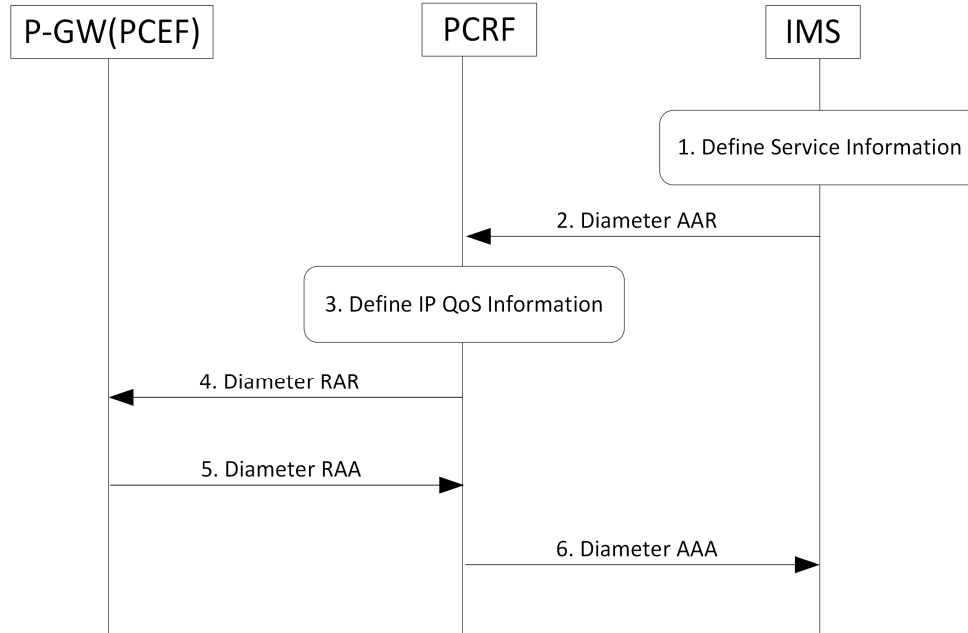 P-GW(PCEF)
PCRF
IMS
1. Define Service Information
2. Diameter AAR
3. Define IP QoS Information
4. Diameter RAR
5. Diameter RAA
6. Diameter AAA